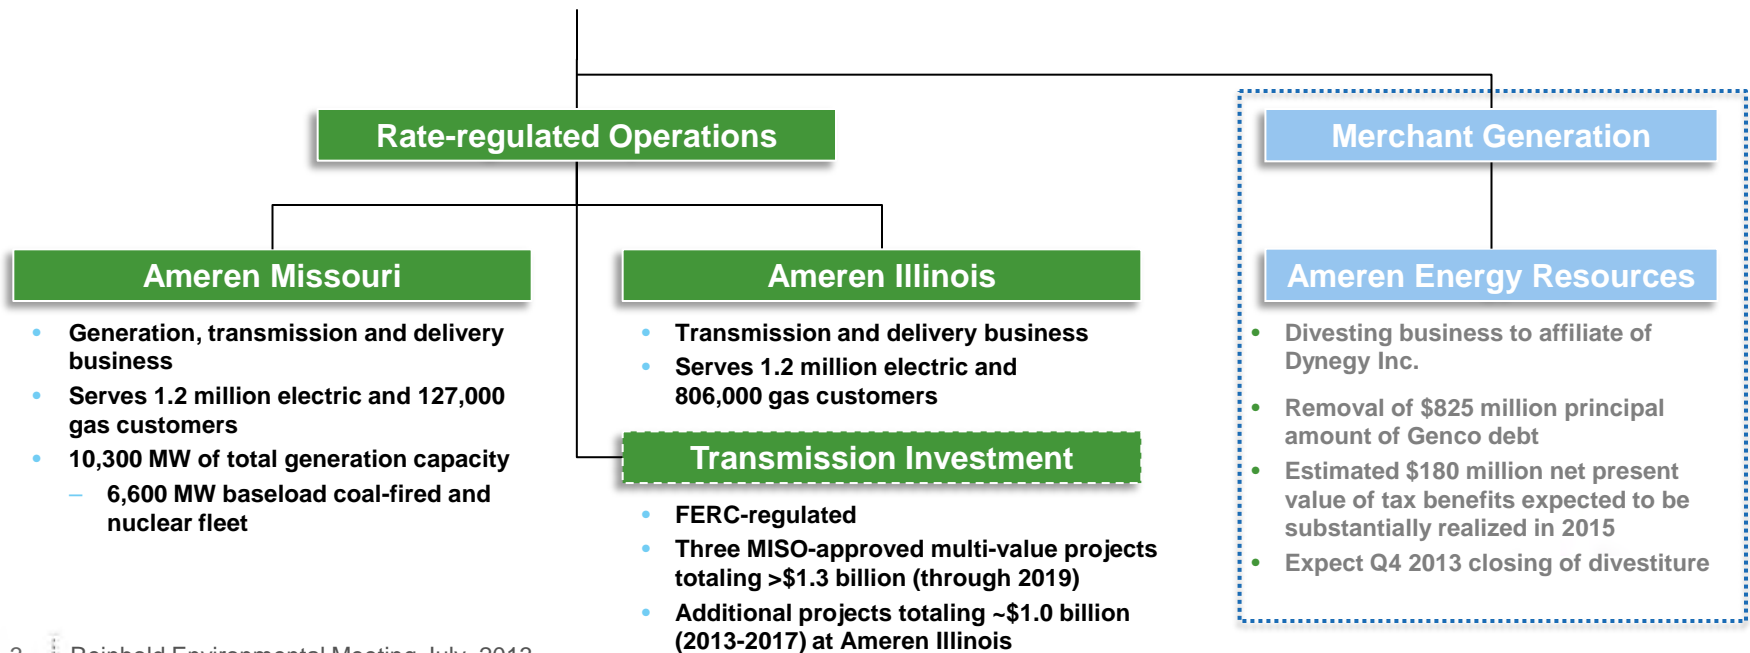 Rate-regulated Operations
Merchant Generation
Ameren Missouri
• Generation, transmission and delivery
business
• Serves 1.2 million electric and 127,000
gas customers
• 10,300 MW of total generation capacity
– 6,600 MW baseload coal-fired and
nuclear fleet
Ameren Illinois
• Transmission and delivery business
• Serves 1.2 million electric and
806,000 gas customers
Transmission Investment
• FERC-regulated
• Three MISO-approved multi-value projects
totaling >$1.3 billion (through 2019)
• Additional projects totaling ~$1.0 billion
(2013-2017) at Ameren Illinois
Ameren Energy Resources
• Divesting business to affiliate of
Dynegy Inc.
• Removal of $825 million principal
amount of Genco debt
• Estimated $180 million net present
value of tax benefits expected to be
substantially realized in 2015
• Expect Q4 2013 closing of divestiture
Reinhold Environmental Meeting July, 2013